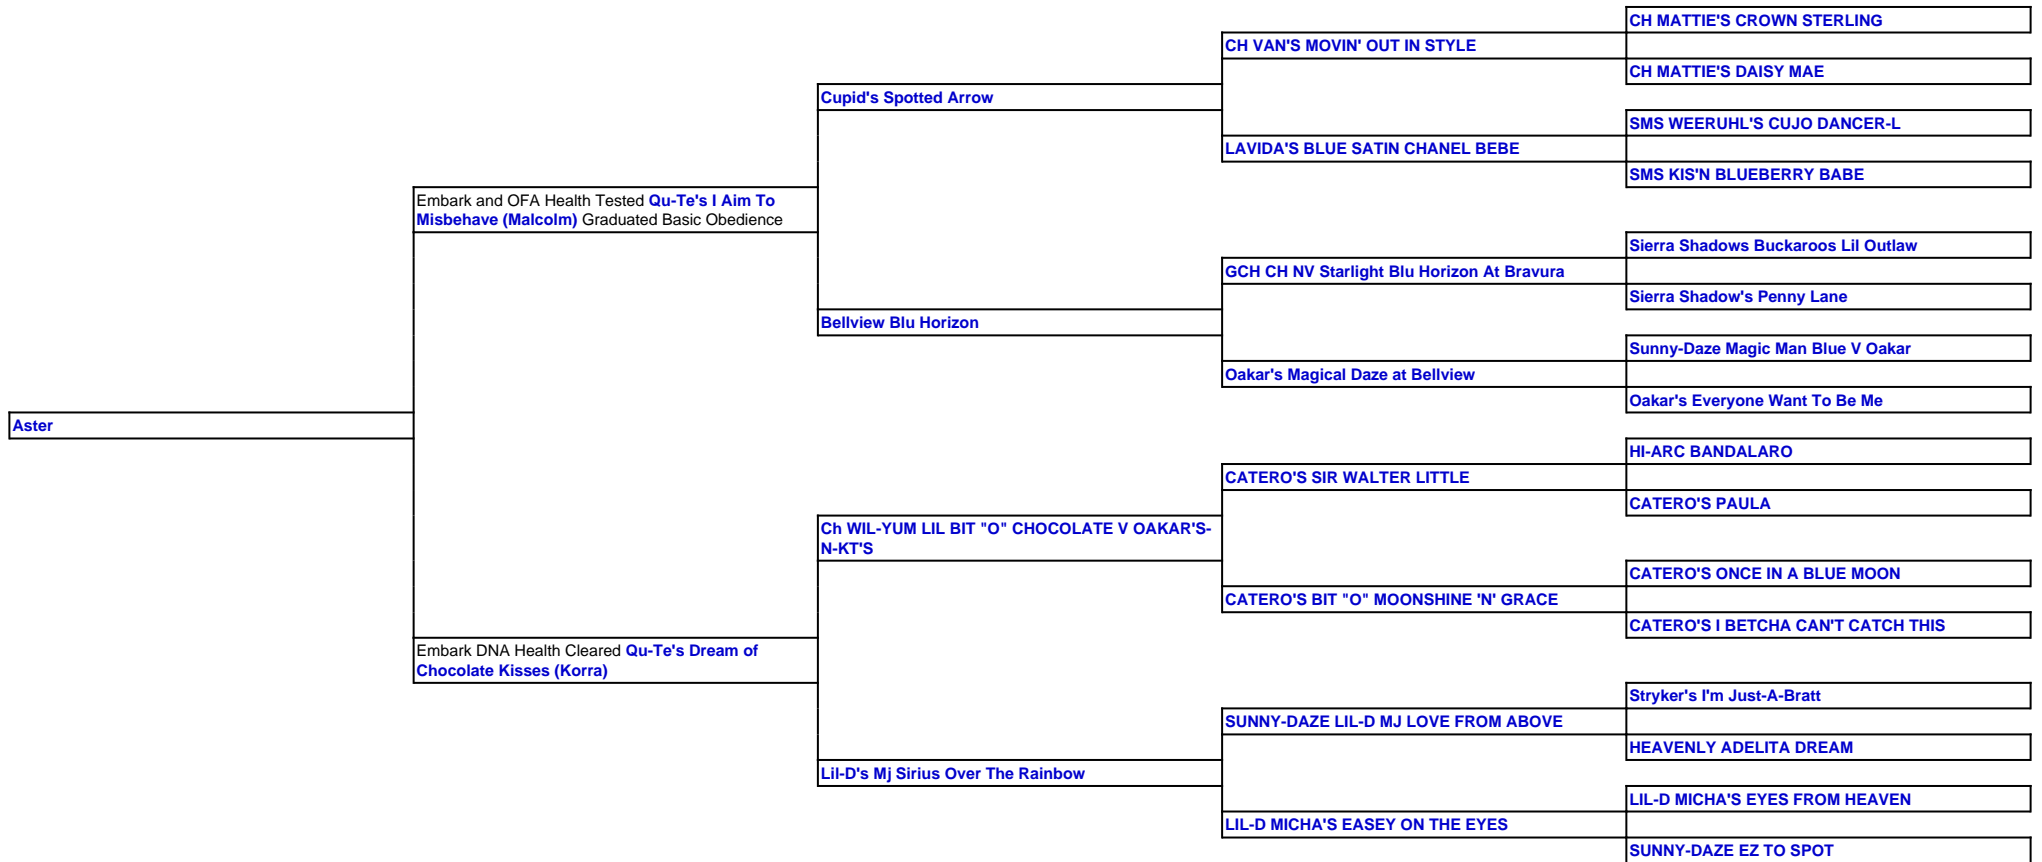 CH MATTIE'S CROWN STERLING
CH VAN'S MOVIN' OUT IN STYLE
CH MATTIE'S DAISY MAE
Cupid's Spotted Arrow
SMS WEERUHL'S CUJO DANCER-L
LAVIDA'S BLUE SATIN CHANEL BEBE
SMS KIS'N BLUEBERRY BABE
Embark and OFA Health Tested Qu-Te's I Aim To
Misbehave (Malcolm) Graduated Basic Obedience
Sierra Shadows Buckaroos Lil Outlaw
GCH CH NV Starlight Blu Horizon At Bravura
Sierra Shadow's Penny Lane
Bellview Blu Horizon
Sunny-Daze Magic Man Blue V Oakar
Oakar's Magical Daze at Bellview
Oakar's Everyone Want To Be Me
Aster
HI-ARC BANDALARO
CATERO'S SIR WALTER LITTLE
CATERO'S PAULA
Ch WIL-YUM LIL BIT "O" CHOCOLATE V OAKAR'S-
N-KT'S
CATERO'S ONCE IN A BLUE MOON
CATERO'S BIT "O" MOONSHINE 'N' GRACE
CATERO'S I BETCHA CAN'T CATCH THIS
Embark DNA Health Cleared Qu-Te's Dream of
Chocolate Kisses (Korra)
Stryker's I'm Just-A-Bratt
SUNNY-DAZE LIL-D MJ LOVE FROM ABOVE
HEAVENLY ADELITA DREAM
Lil-D's Mj Sirius Over The Rainbow
LIL-D MICHA'S EYES FROM HEAVEN
LIL-D MICHA'S EASEY ON THE EYES
SUNNY-DAZE EZ TO SPOT